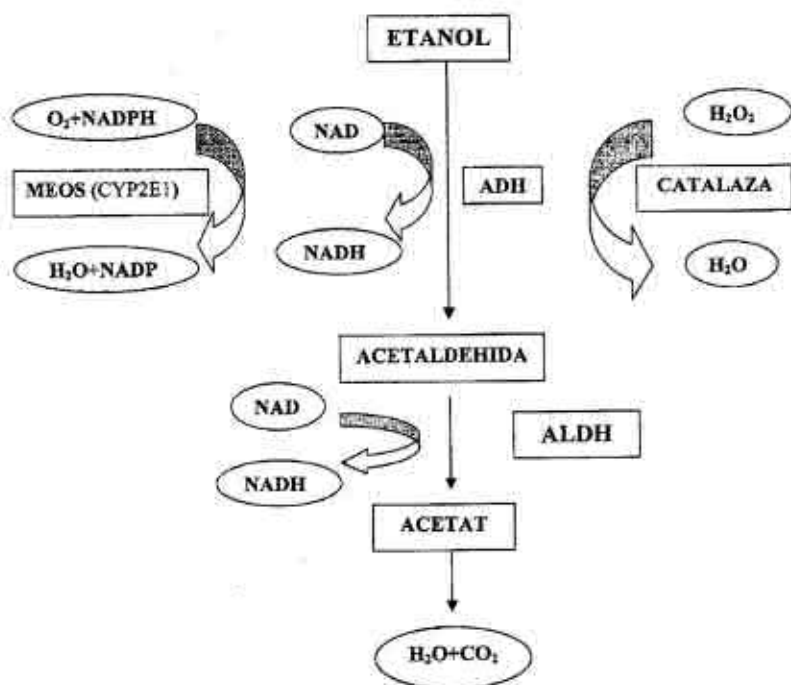 ETANOL
O₂+NADPH
NAD
H₂O₂
MEOS (CYP2E1)
ADH
CATALAZA
H₂O+NADP
NADH
H₂O
ACETALDEHIDA
NAD
ALDH
NADH
ACETAT
H₂O+CO₂